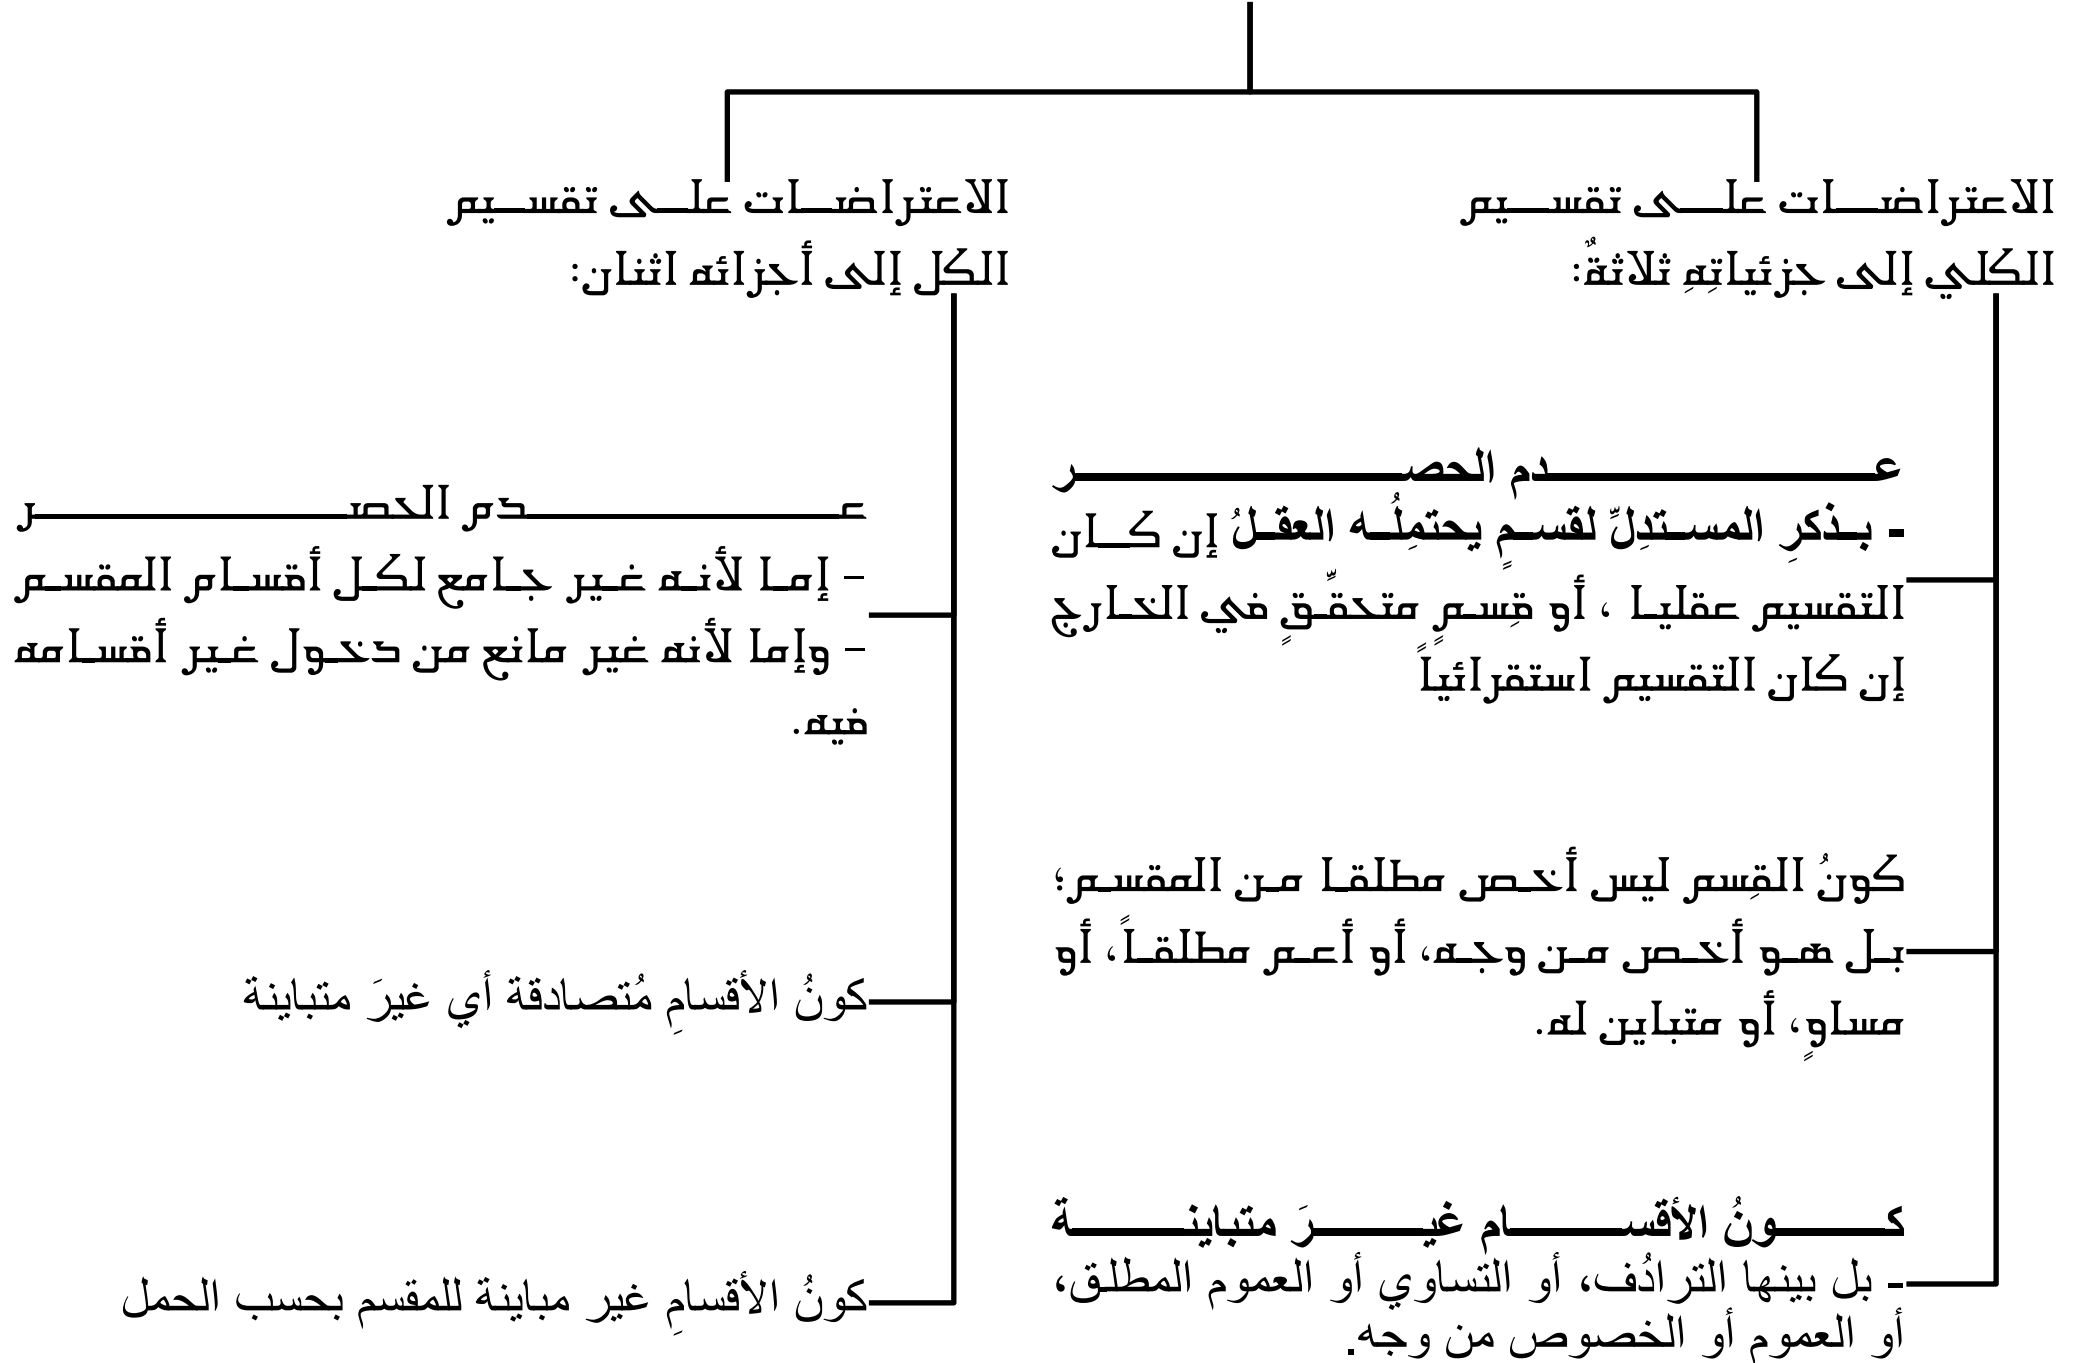 الاعتراضات على تقسيم
الكلي إلى جزئياتِهِ ثلاثةٌ:
عدم الحصر
- بذكرِ المستدِلِّ لقسمٍ يحتمِلُه العقلُ إن كان
التقسيم عقليا ، أو قِسمٍ متحقِّقٍ في الخارج
إن كان التقسيم استقرائياً
كونُ القِسم ليس أخص مطلقا من المقسم؛
بل هو أخص من وجه، أو أعم مطلقاً، أو
مساوٍ، أو متباين له.
كونُ الأقسام غيرَ متباينة
- بل بينها الترادُف، أو التساوي أو العموم المطلق،
أو العموم أو الخصوص من وجه.
الاعتراضات على تقسيم
الكل إلى أجزائه اثنان:
عدم الحصر
- إما لأنه غير جامع لكل أقسام المقسم
- وإما لأنه غير مانع من دخول غير أقسامه
فيه.
كونُ الأقسامِ مُتصادقة أي غيرَ متباينة
كونُ الأقسامِ غير مباينة للمقسم بحسب الحمل